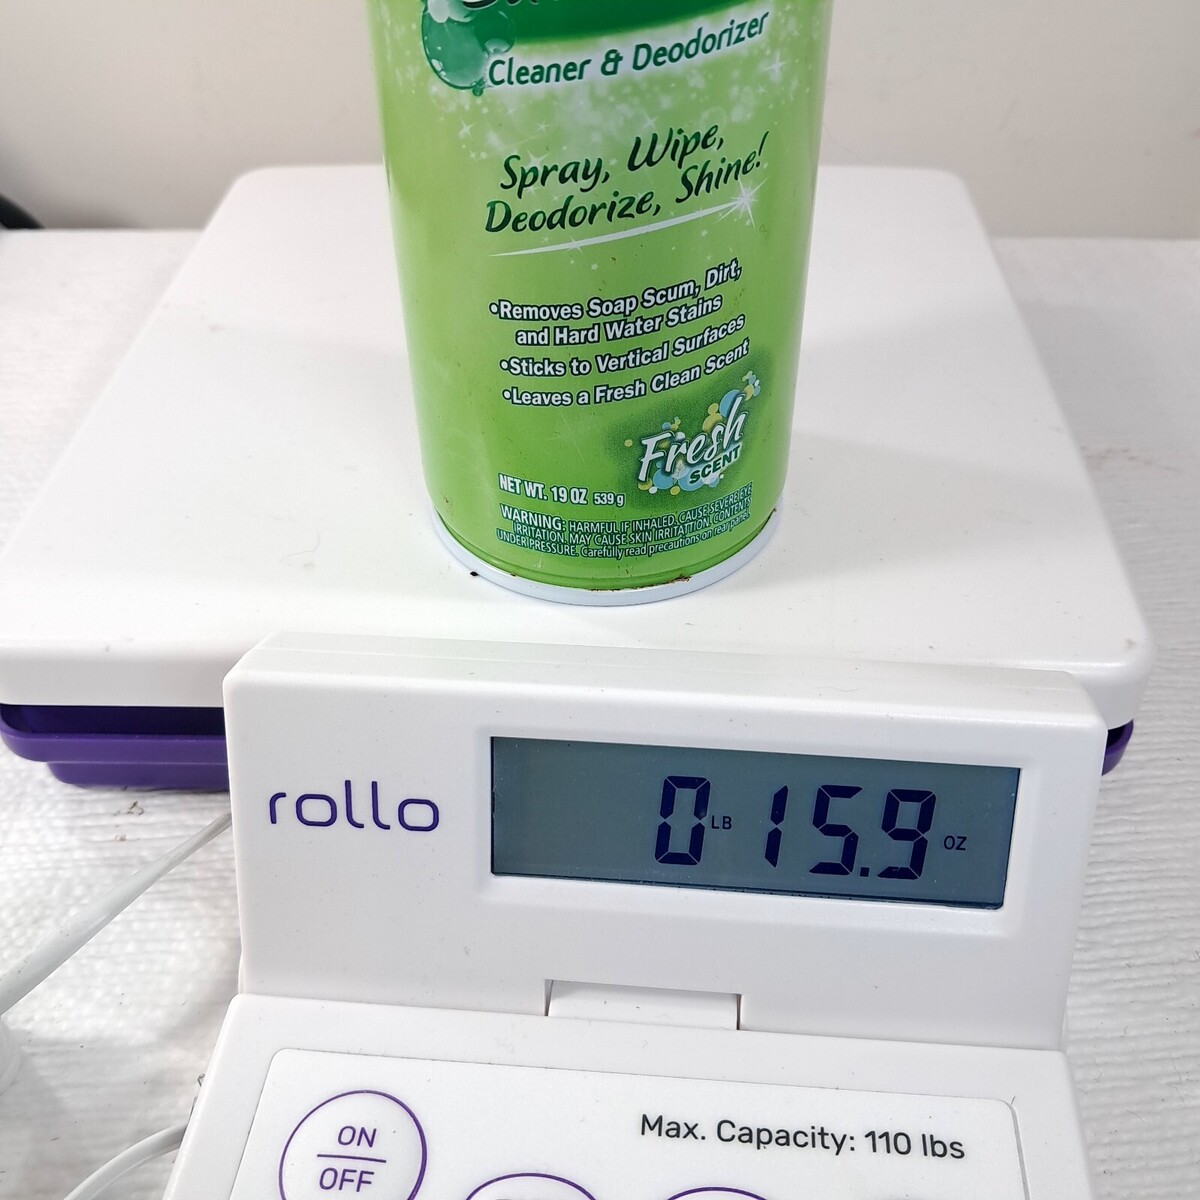 Cleaner & Deodorizer
Spray, Wipe,
Deodorize, Shine!
•Removes Soap Scum, Dirt,
and Hard Water Stains
•Sticks to Vertical Surfaces
•Leaves a Fresh Clean Scent
Fresh
SCENT
NET WT. 19 OZ 539 g
WARNING: HARMFUL IF INHALED. CAUSE SEVERE EYE
IRRITATION. MAY CAUSE SKIN IRRITATTION. CONTENTS
UNDER PRESSURE. Carefully read precautions on rear panel.
rollo
0 LB 15.9 OZ
Max. Capacity: 110 lbs
ON
OFF